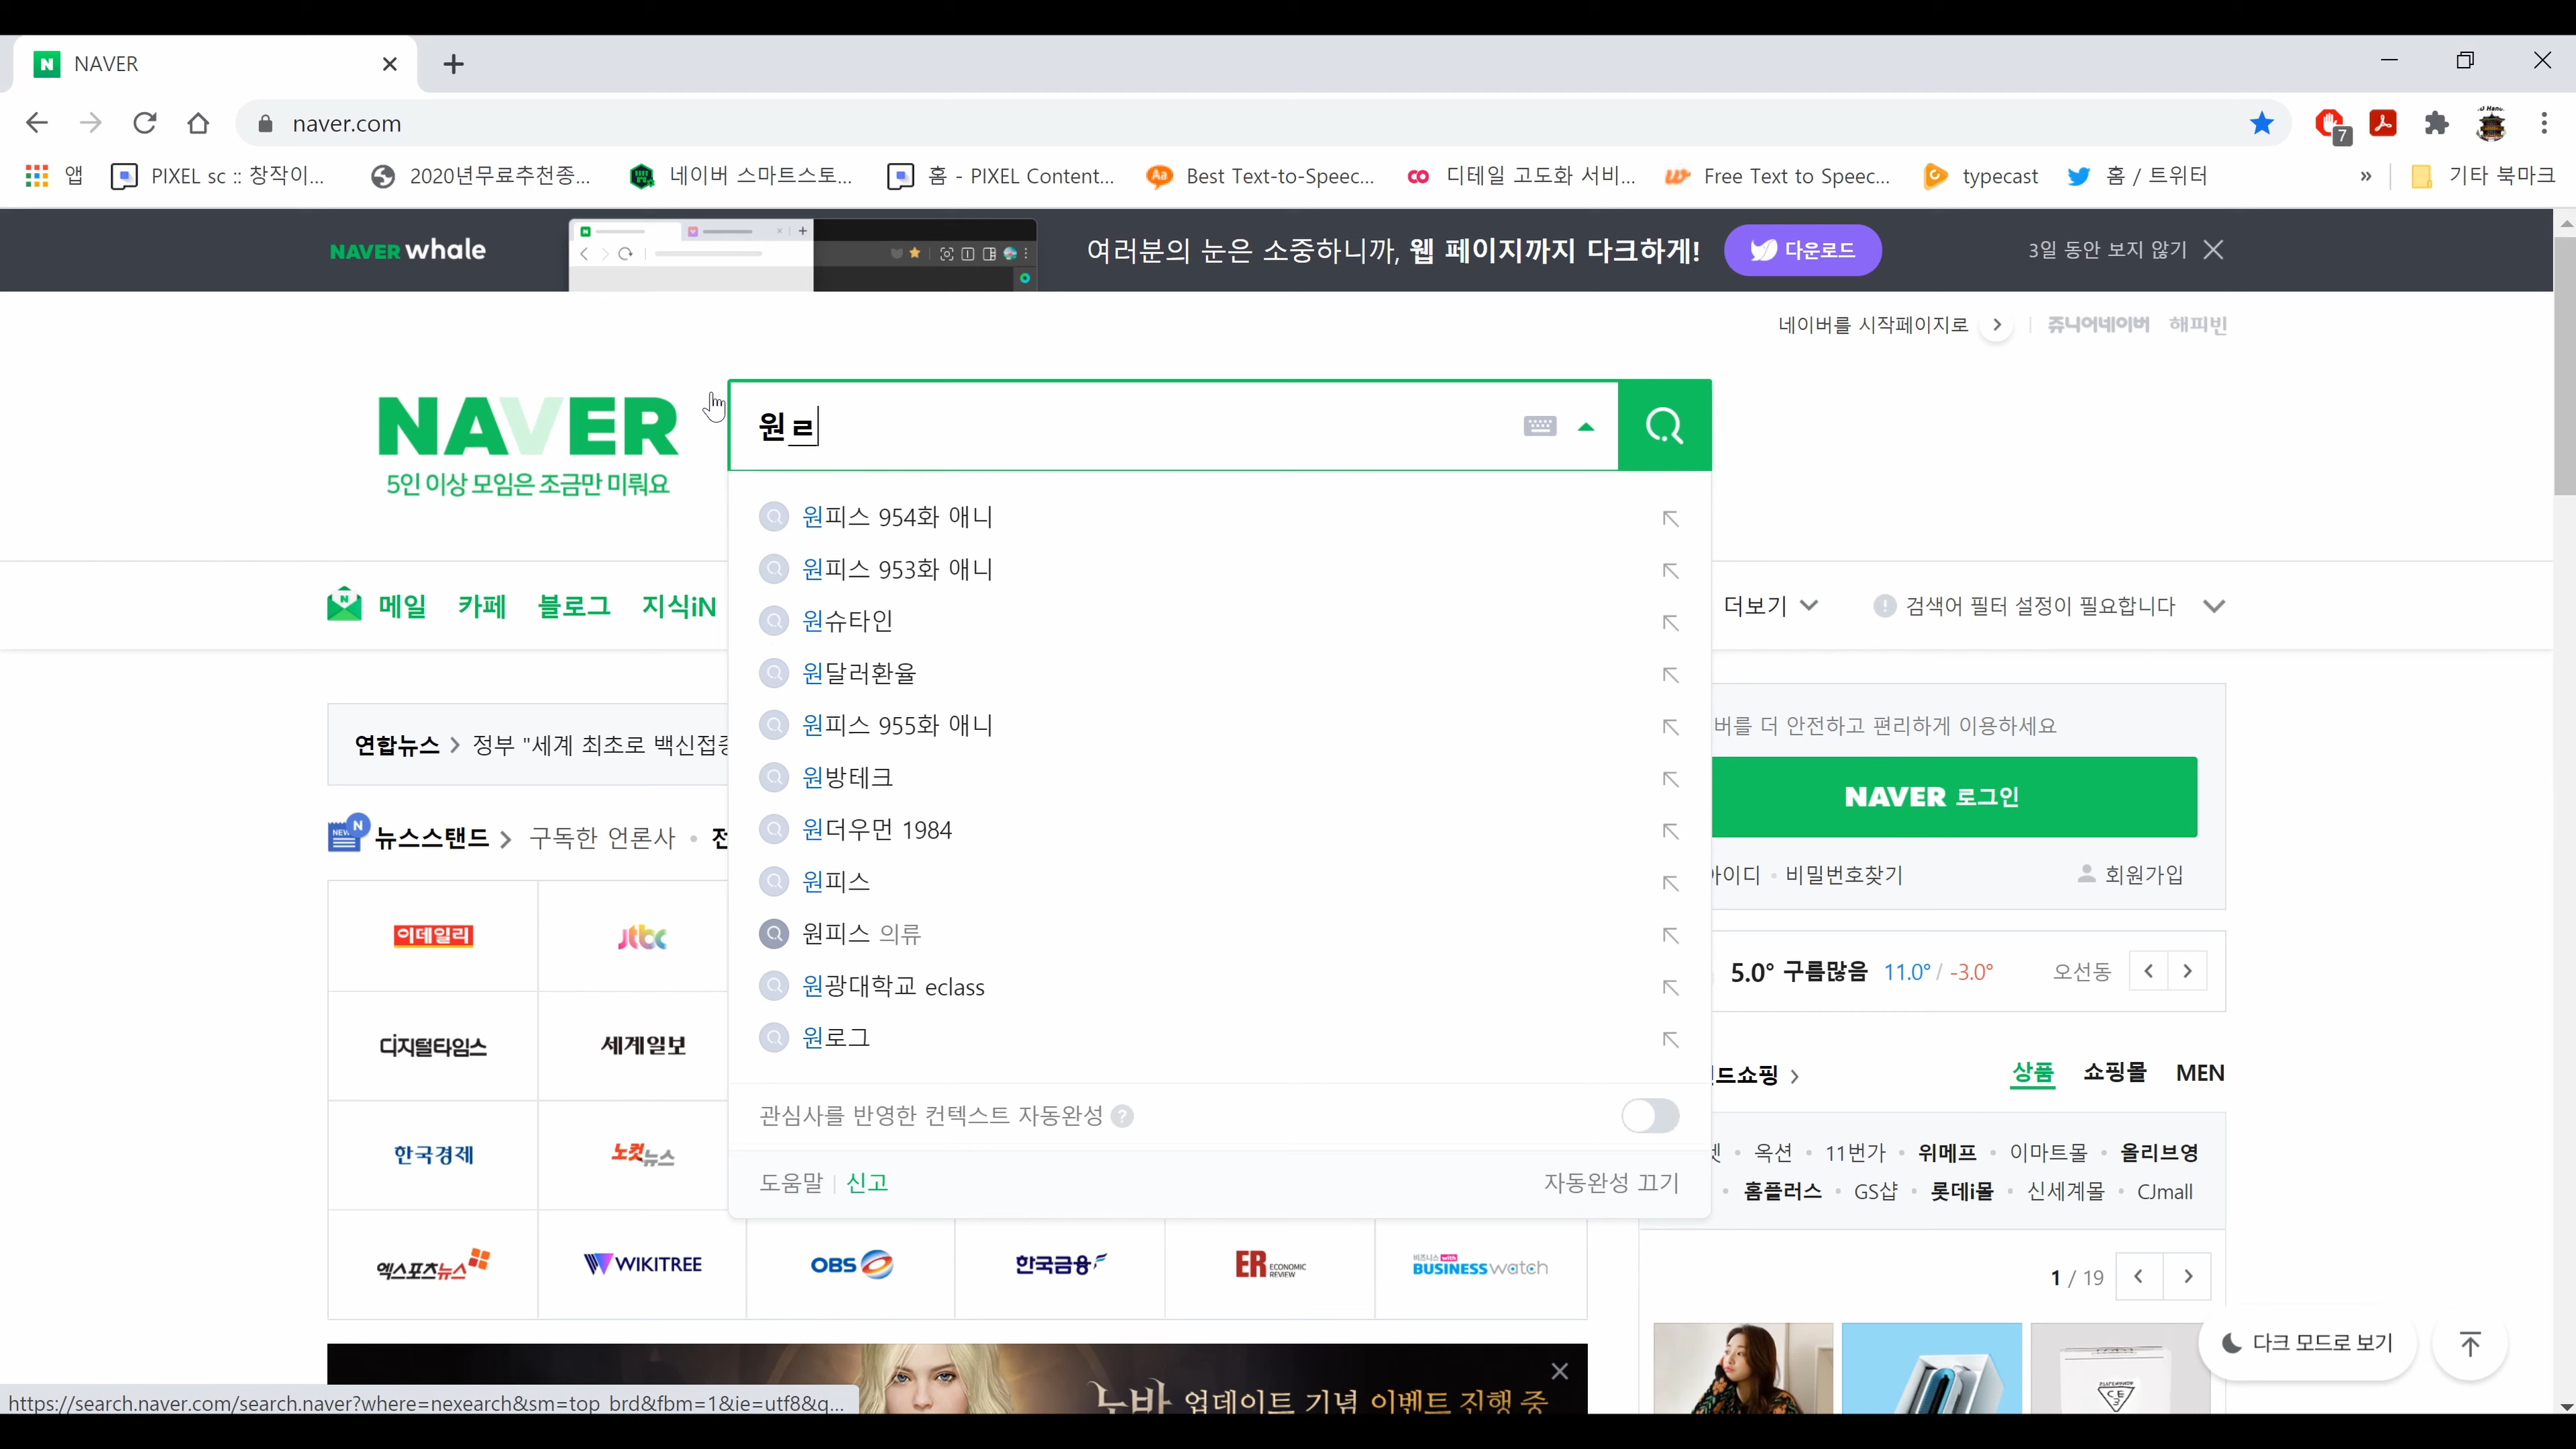 NAVER
naver.com
7
앱 PIXEL sc :: 창작이... 2020년무료추천종... 네이버 스마트스토... 홈 - PIXEL Content... Best Text-to-Speec... 디테일 고도화 서비... Free Text to Speec... typecast 홈 / 트위터 » 기타 북마크
NAVER whale 여러분의 눈은 소중하니까, 웹 페이지까지 다크하게! 다운로드 3일 동안 보지 않기
네이버를 시작페이지로 쥬니어네이버 해피빈
NAVER
5인 이상 모임은 조금만 미뤄요
원ㄹ
원피스 954화 애니
원피스 953화 애니
원슈타인
원달러환율
원피스 955화 애니
원방테크
원더우먼 1984
원피스
원피스 의류
원광대학교 eclass
원로그
관심사를 반영한 컨텍스트 자동완성 ?
도움말 신고 자동완성 끄기
메일 카페 블로그 지식iN 더보기 검색어 필터 설정이 필요합니다
연합뉴스 > 정부 "세계 최초로 백신접
뉴스스탠드 > 구독한 언론사 ·
이데일리 jtbc
디지털타임스 세계일보
한국경제 노컷뉴스
엑스포츠뉴스 WIKITREE OBS 한국금융 ER ECONOMIC REVIEW 비즈니스 with BUSINESSwatch
버를 더 안전하고 편리하게 이용하세요
NAVER 로그인
아이디 · 비밀번호찾기 회원가입
5.0° 구름많음 11.0° / -3.0° 오선동
드쇼핑 > 상품 쇼핑몰 MEN
· 옥션 · 11번가 · 위메프 · 이마트몰 · 올리브영
· 홈플러스 · GS샵 · 롯데i몰 · 신세계몰 · CJmall
1 / 19
다크 모드로 보기
노바 업데이트 기념 이벤트 진행 중
https://search.naver.com/search.naver?where=nexearch&sm=top_brd&fbm=1&ie=utf8&q...